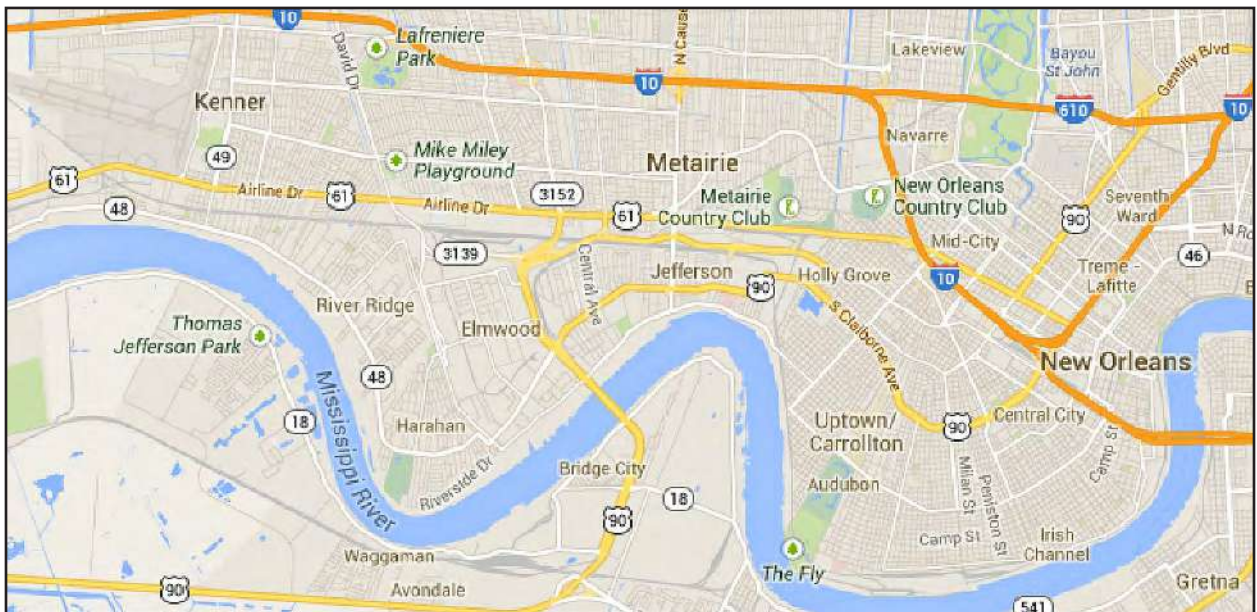 10
Lafreniere
Park
David Dr
N Cause
Lakeview
Bayou
St John
Gentilly Blvd
10
610
10
Kenner
Navarre
49
Mike Miley
Playground
Metairie
61
Airline Dr
61
Airline Dr
3152
61
Metairie
Country Club
New Orleans
Country Club
Seventh
Ward
90
48
N Ro
3139
Central Ave
Jefferson
90
Mid-City
Holly Grove
10
Treme -
Lafitte
46
River Ridge
Elmwood
S Claiborne Ave
Thomas
Jefferson Park
New Orleans
48
Mississippi River
18
Harahan
Uptown/
Carrollton
90
Central City
Camp St
Riverside Dr
Bridge City
18
Audubon
Milan St
Peniston St
90
Camp St
Irish
Channel
Waggaman
The Fly
90
Avondale
Gretna
541